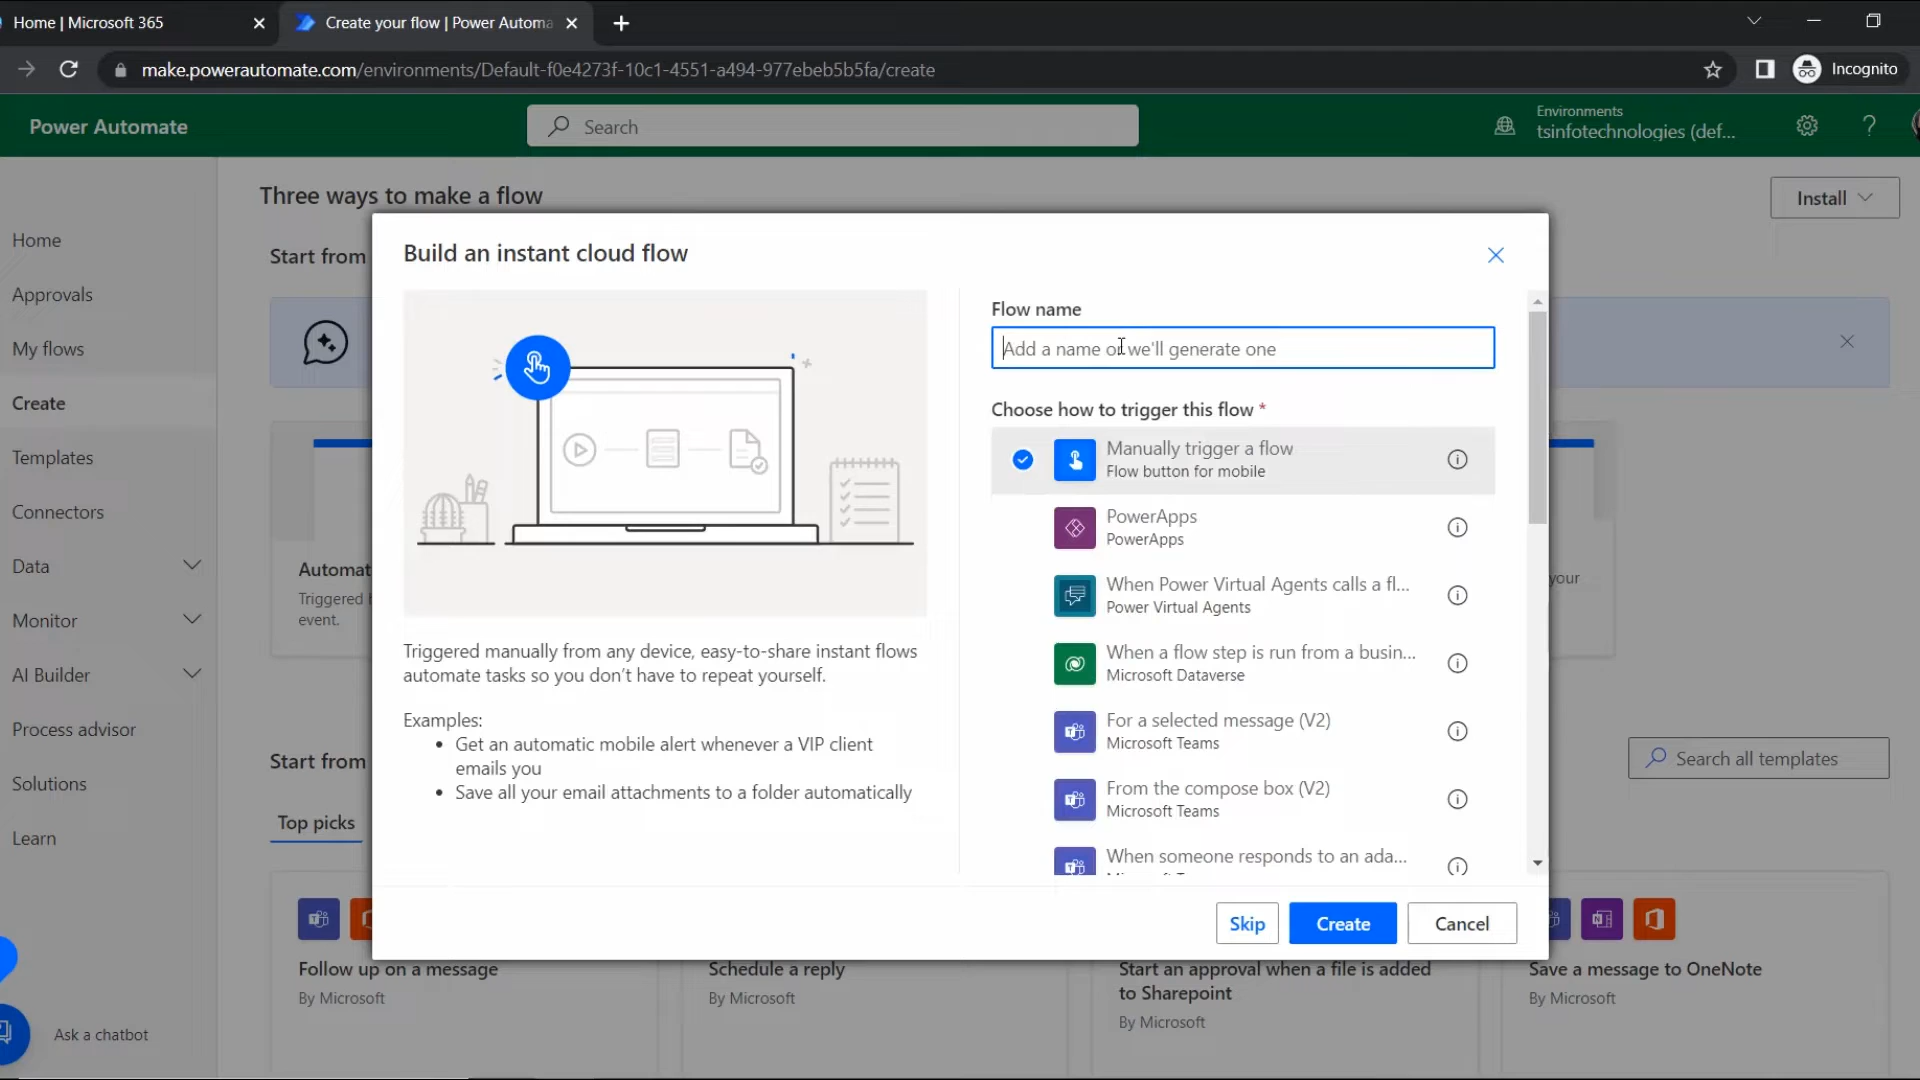 Home | Microsoft 365
Create your flow | Power Automa
make.powerautomate.com/environments/Default-f0e4273f-10c1-4551-a494-977ebeb5b5fa/create
Incognito
Power Automate
Search
Environments
tsinfotechnologies (def...
?
Three ways to make a flow
Install
Home
Approvals
My flows
Create
Templates
Connectors
Data
Monitor
AI Builder
Process advisor
Solutions
Learn
Ask a chatbot
Start from
Automat
Triggered
event.
your
Build an instant cloud flow
Triggered manually from any device, easy-to-share instant flows
automate tasks so you don't have to repeat yourself.
Examples:
• Get an automatic mobile alert whenever a VIP client
emails you
• Save all your email attachments to a folder automatically
Flow name
Add a name or we'll generate one
Choose how to trigger this flow *
Manually trigger a flow
Flow button for mobile
PowerApps
PowerApps
When Power Virtual Agents calls a fl...
Power Virtual Agents
When a flow step is run from a busin...
Microsoft Dataverse
For a selected message (V2)
Microsoft Teams
From the compose box (V2)
Microsoft Teams
When someone responds to an ada...
Skip
Create
Cancel
Start from
Search all templates
Top picks
Follow up on a message
By Microsoft
Schedule a reply
By Microsoft
Start an approval when a file is added
to Sharepoint
By Microsoft
Save a message to OneNote
By Microsoft